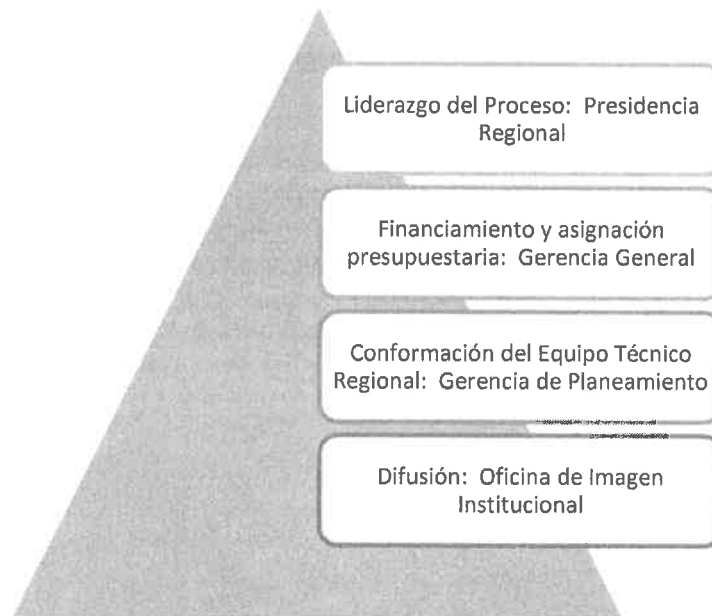 Liderazgo del Proceso:  Presidencia
Regional
Financiamiento y asignación
presupuestaria:  Gerencia General
Conformación del Equipo Técnico
Regional:  Gerencia de Planeamiento
Difusión:  Oficina de Imagen
Institucional